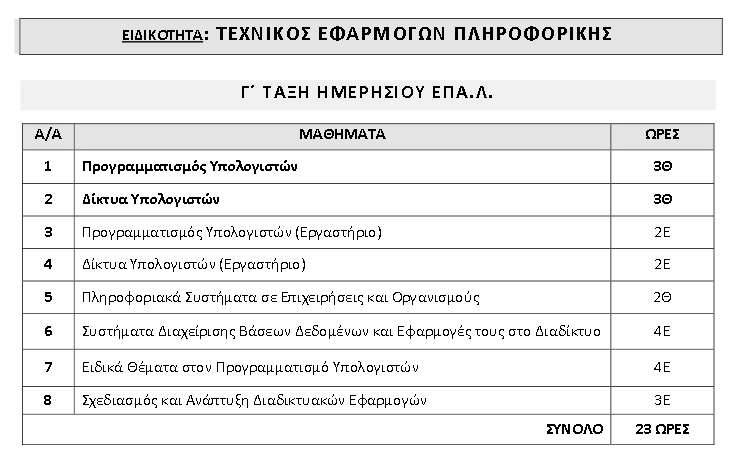 ΕΙΔΙΚΟΤΗΤΑ: ΤΕΧΝΙΚΟΣ ΕΦΑΡΜΟΓΩΝ ΠΛΗΡΟΦΟΡΙΚΗΣ
Γ΄ ΤΑΞΗ ΗΜΕΡΗΣΙΟΥ ΕΠΑ.Λ.
Α/Α ΜΑΘΗΜΑΤΑ ΩΡΕΣ
1 Προγραμματισμός Υπολογιστών 3Θ
2 Δίκτυα Υπολογιστών 3Θ
3 Προγραμματισμός Υπολογιστών (Εργαστήριο) 2Ε
4 Δίκτυα Υπολογιστών (Εργαστήριο) 2Ε
5 Πληροφοριακά Συστήματα σε Επιχειρήσεις και Οργανισμούς 2Θ
6 Συστήματα Διαχείρισης Βάσεων Δεδομένων και Εφαρμογές τους στο Διαδίκτυο 4Ε
7 Ειδικά Θέματα στον Προγραμματισμό Υπολογιστών 4Ε
8 Σχεδιασμός και Ανάπτυξη Διαδικτυακών Εφαρμογών 3Ε
ΣΥΝΟΛΟ 23 ΩΡΕΣ